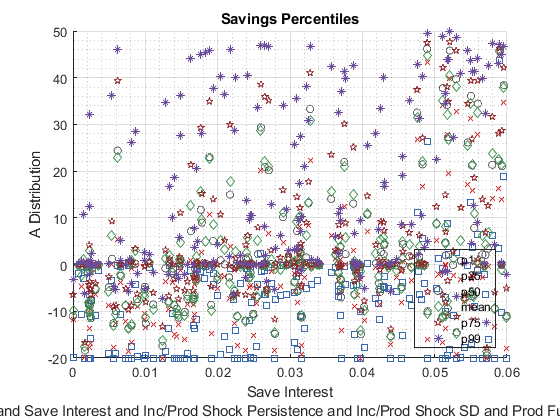 Savings Percentiles
50
40
30
20
10
0
-10
-20
A Distribution
0
0.01
0.02
0.03
0.04
0.05
0.06
Save Interest
p1
p25
p50
mean
p75
p99
and Save Interest and Inc/Prod Shock Persistence and Inc/Prod Shock SD and Prod Fu